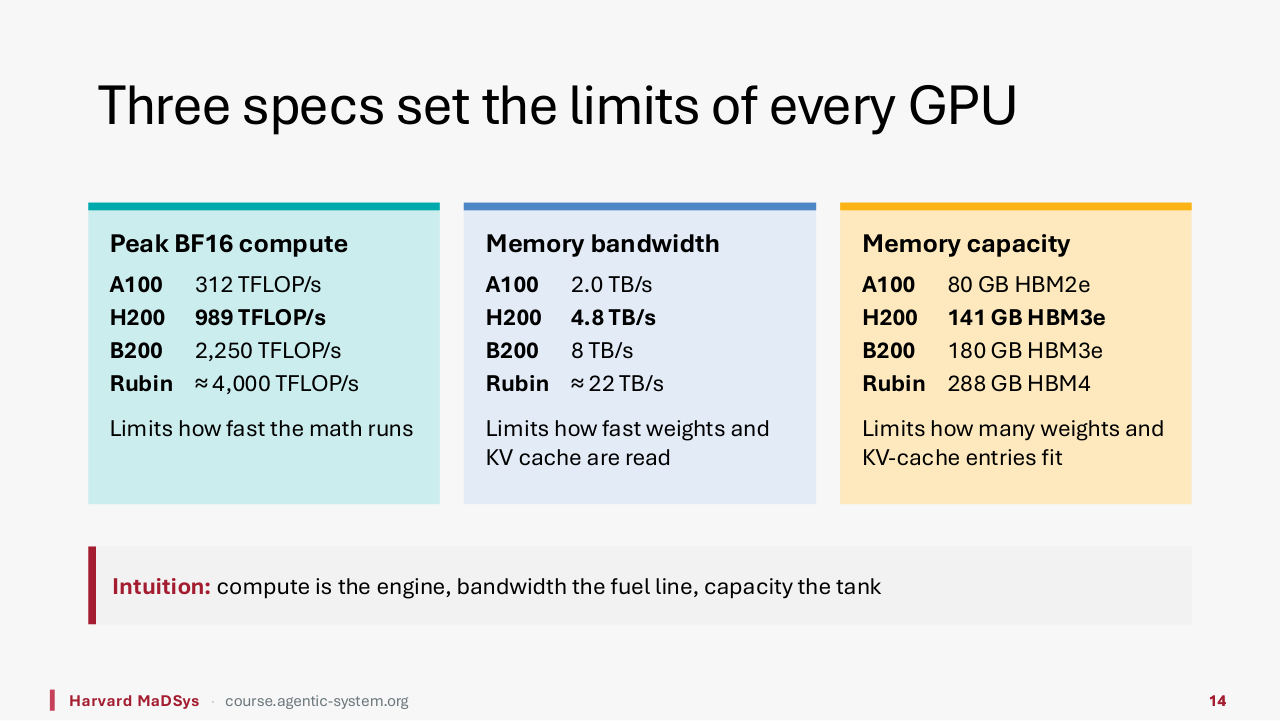 Three specs set the limits of every GPU
Peak BF16 compute
A100 312 TFLOP/s
H200 989 TFLOP/s
B200 2,250 TFLOP/s
Rubin ≈ 4,000 TFLOP/s
Limits how fast the math runs
Memory bandwidth
A100 2.0 TB/s
H200 4.8 TB/s
B200 8 TB/s
Rubin ≈ 22 TB/s
Limits how fast weights and
KV cache are read
Memory capacity
A100 80 GB HBM2e
H200 141 GB HBM3e
B200 180 GB HBM3e
Rubin 288 GB HBM4
Limits how many weights and
KV-cache entries fit
Intuition: compute is the engine, bandwidth the fuel line, capacity the tank
Harvard MaDSys · course.agentic-system.org
14